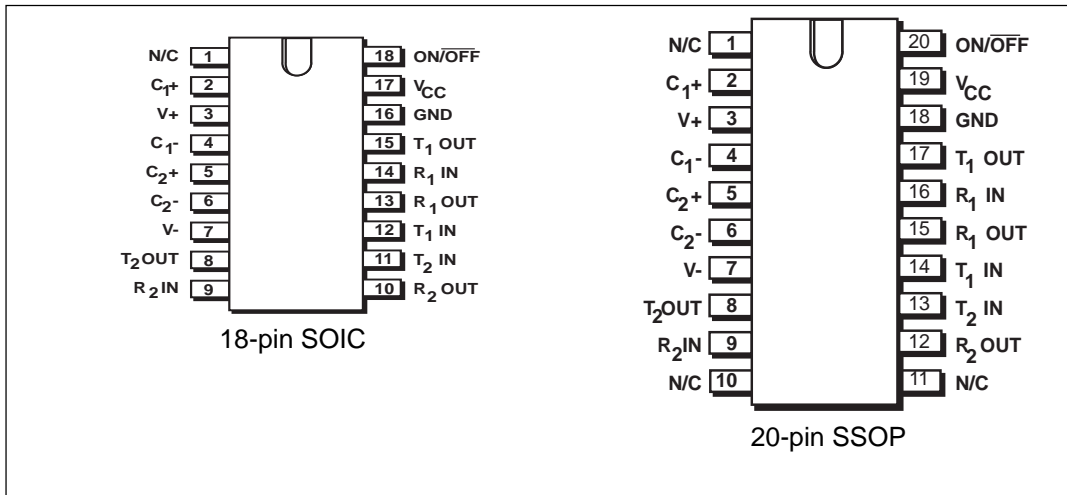 N/C 1 18 ON/OFF
C1+ 2 17 VCC
V+ 3 16 GND
C1- 4 15 T1 OUT
C2+ 5 14 R1 IN
C2- 6 13 R1 OUT
V- 7 12 T1 IN
T2OUT 8 11 T2 IN
R2IN 9 10 R2 OUT
18-pin SOIC
N/C 1 20 ON/OFF
C1+ 2 19 VCC
V+ 3 18 GND
C1- 4 17 T1 OUT
C2+ 5 16 R1 IN
C2- 6 15 R1 OUT
V- 7 14 T1 IN
T2OUT 8 13 T2 IN
R2IN 9 12 R2 OUT
N/C 10 11 N/C
20-pin SSOP